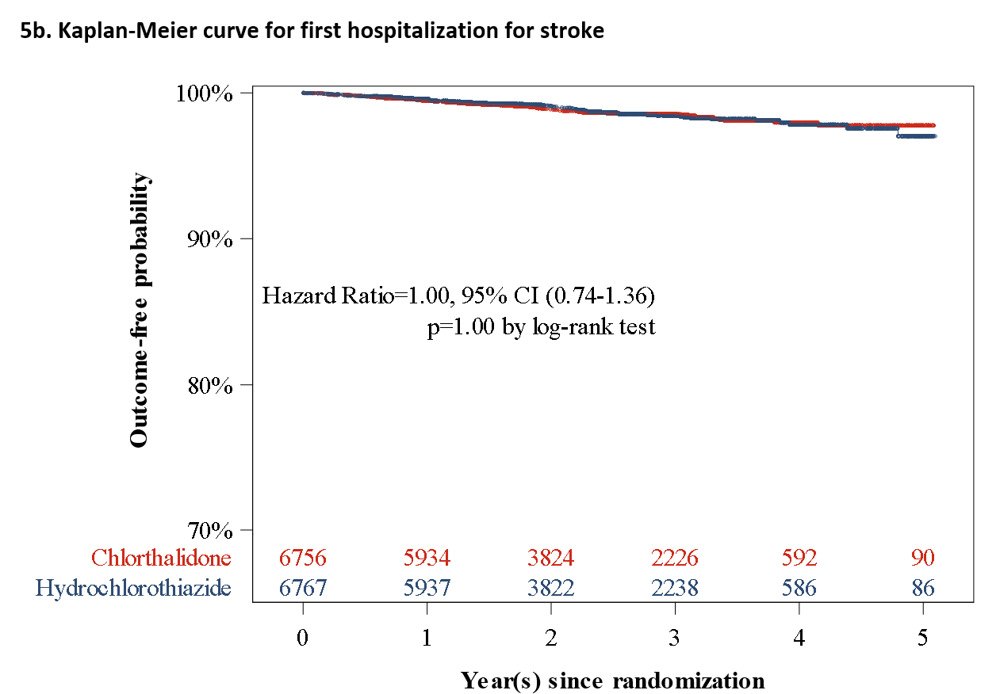 5b. Kaplan-Meier curve for first hospitalization for stroke
100%
90%
80%
70%
Outcome-free probability
Hazard Ratio=1.00, 95% CI (0.74-1.36)
p=1.00 by log-rank test
Chlorthalidone 6756 5934 3824 2226 592 90
Hydrochlorothiazide 6767 5937 3822 2238 586 86
0 1 2 3 4 5
Year(s) since randomization